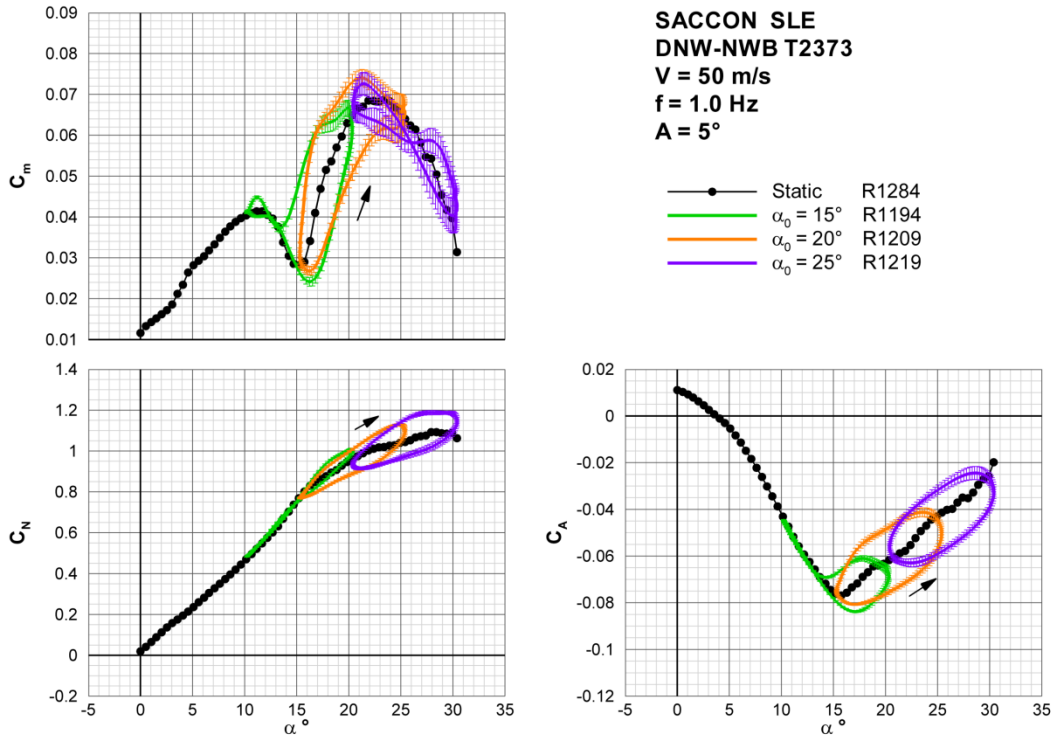 SACCON SLE
DNW-NWB T2373
V = 50 m/s
f = 1.0 Hz
A = 5°
Static R1284
α₀ = 15° R1194
α₀ = 20° R1209
α₀ = 25° R1219
Cₘ
0.09
0.08
0.07
0.06
0.05
0.04
0.03
0.02
0.01
C_N
1.4
1.2
1
0.8
0.6
0.4
0.2
0
-0.2
-5 0 5 10 15 20 25 30 35
α°
C_A
0.02
0
-0.02
-0.04
-0.06
-0.08
-0.1
-0.12
-5 0 5 10 15 20 25 30 35
α°